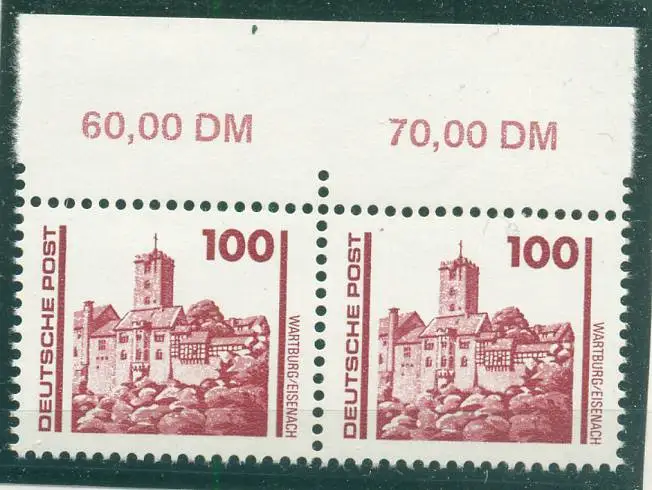 60,00 DM
70,00 DM
DEUTSCHE POST
100
WARTBURG/EISENACH
DEUTSCHE POST
100
WARTBURG/EISENACH